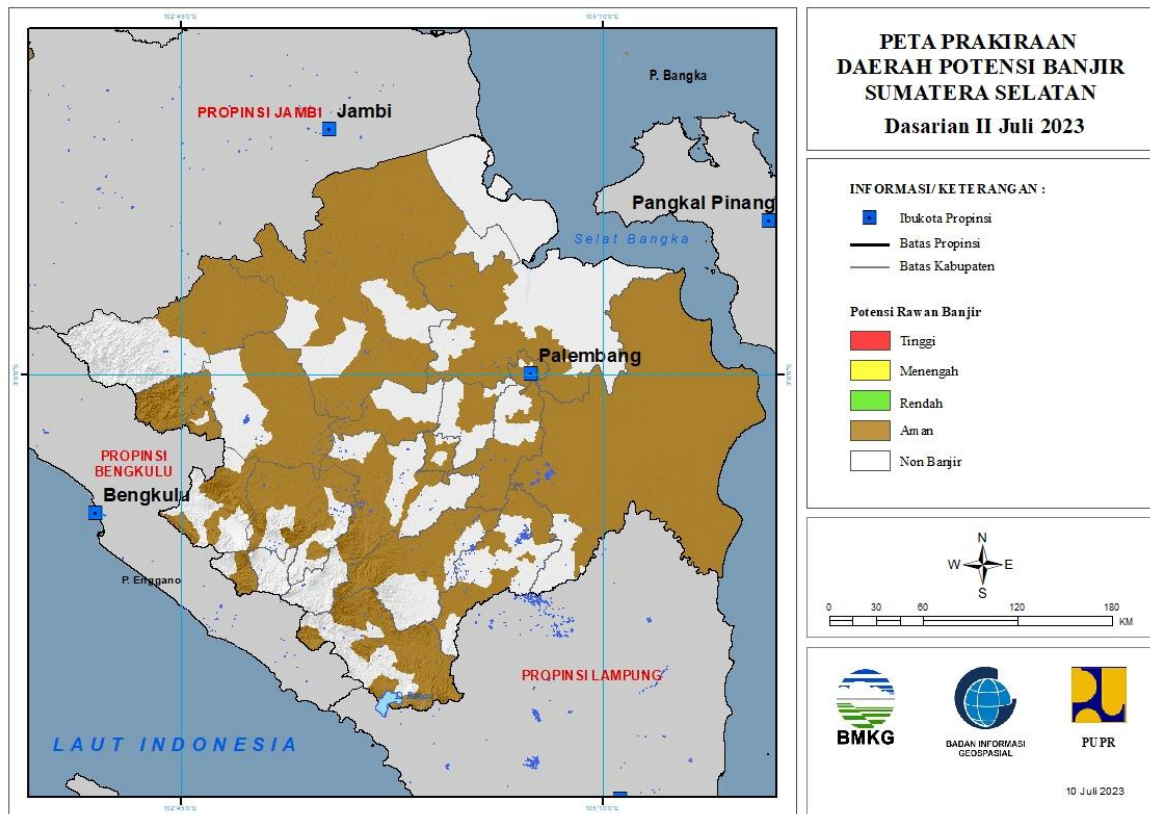 PETA PRAKIRAAN
DAERAH POTENSI BANJIR
SUMATERA SELATAN
Dasarian II Juli 2023
INFORMASI/ KETERANGAN :
Ibukota Propinsi
Batas Propinsi
Batas Kabupaten
Potensi Rawan Banjir
Tinggi
Menengah
Rendah
Aman
Non Banjir
N
W E
S
0 30 60 120 180
KM
BMKG
BADAN INFORMASI
GEOSPASIAL
PUPR
10 Juli 2023
P. Bangka
PROPINSI JAMBI
Jambi
Pangkal Pinang
Selat Bangka
Palembang
PROPINSI
BENGKULU
Bengkulu
P. Enggano
PROPINSI LAMPUNG
LAUT INDONESIA